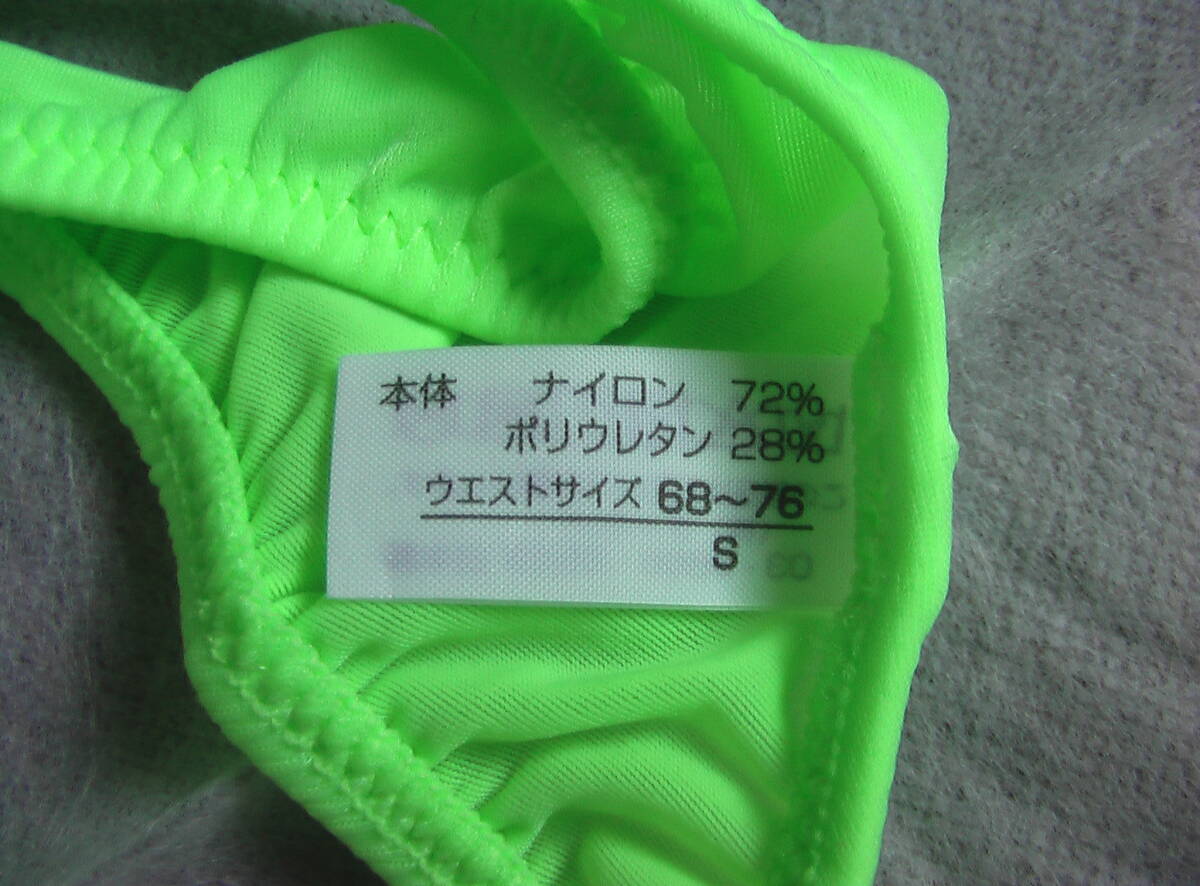 本体 ナイロン 72%
ポリウレタン 28%
ウエストサイズ 68～76
S